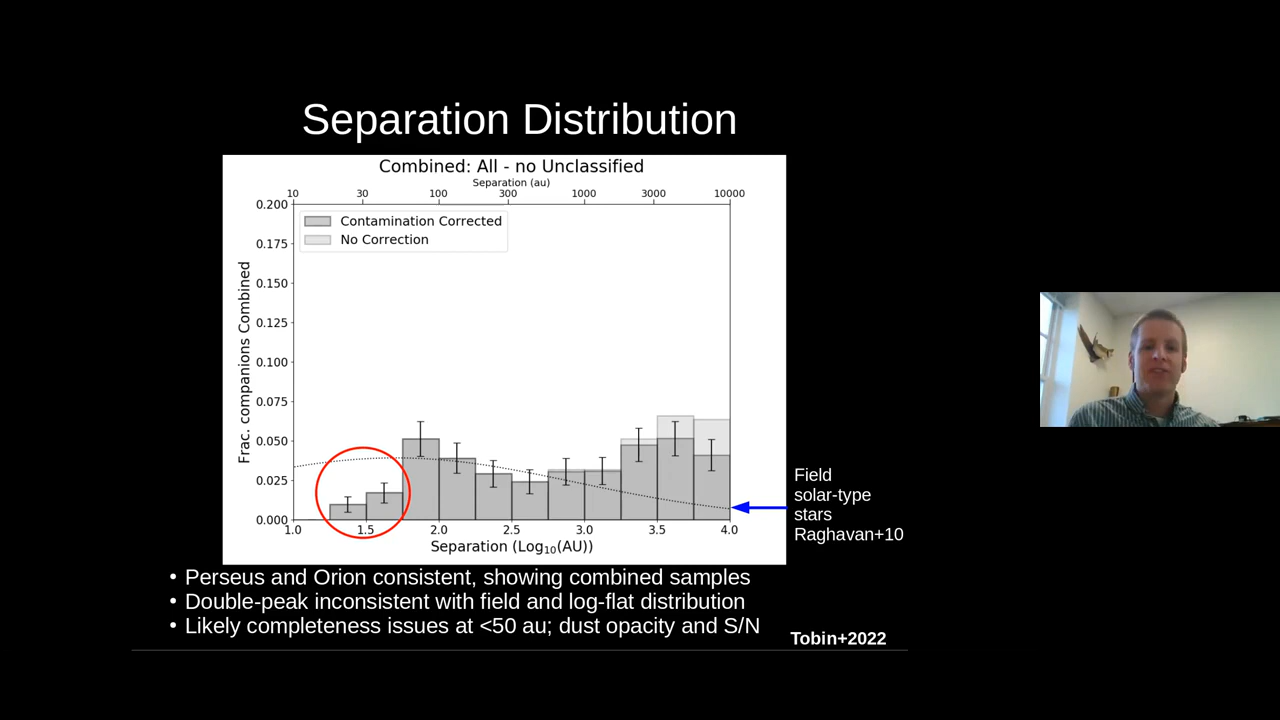 Separation Distribution
Combined: All - no Unclassified
Separation (au)
10 30 100 300 1000 3000 10000
Contamination Corrected
No Correction
Frac. companions Combined
0.200
0.175
0.150
0.125
0.100
0.075
0.050
0.025
0.000
1.0 1.5 2.0 2.5 3.0 3.5 4.0
Separation (Log10(AU))
Field
solar-type
stars
Raghavan+10
• Perseus and Orion consistent, showing combined samples
• Double-peak inconsistent with field and log-flat distribution
• Likely completeness issues at <50 au; dust opacity and S/N
Tobin+2022